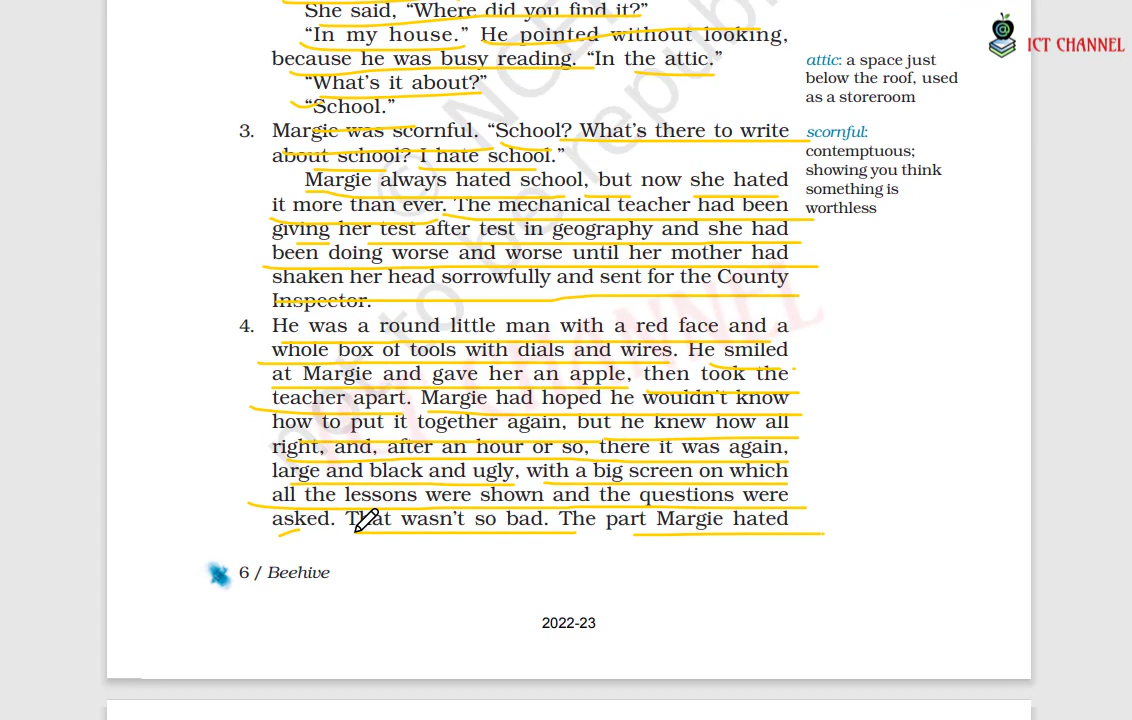 She said, “Where did you find it?”
“In my house.” He pointed without looking,
because he was busy reading. “In the attic.”
“What’s it about?”
“School.”
3. Margie was scornful. “School? What’s there to write
about school? I hate school.”
Margie always hated school, but now she hated
it more than ever. The mechanical teacher had been
giving her test after test in geography and she had
been doing worse and worse until her mother had
shaken her head sorrowfully and sent for the County
Inspector.
4. He was a round little man with a red face and a
whole box of tools with dials and wires. He smiled
at Margie and gave her an apple, then took the
teacher apart. Margie had hoped he wouldn’t know
how to put it together again, but he knew how all
right, and, after an hour or so, there it was again,
large and black and ugly, with a big screen on which
all the lessons were shown and the questions were
asked. That wasn’t so bad. The part Margie hated
attic: a space just
below the roof, used
as a storeroom
scornful:
contemptuous;
showing you think
something is
worthless
6 / Beehive
2022-23
ICT CHANNEL
© NCE
not to be republi
ICT CHANNEL